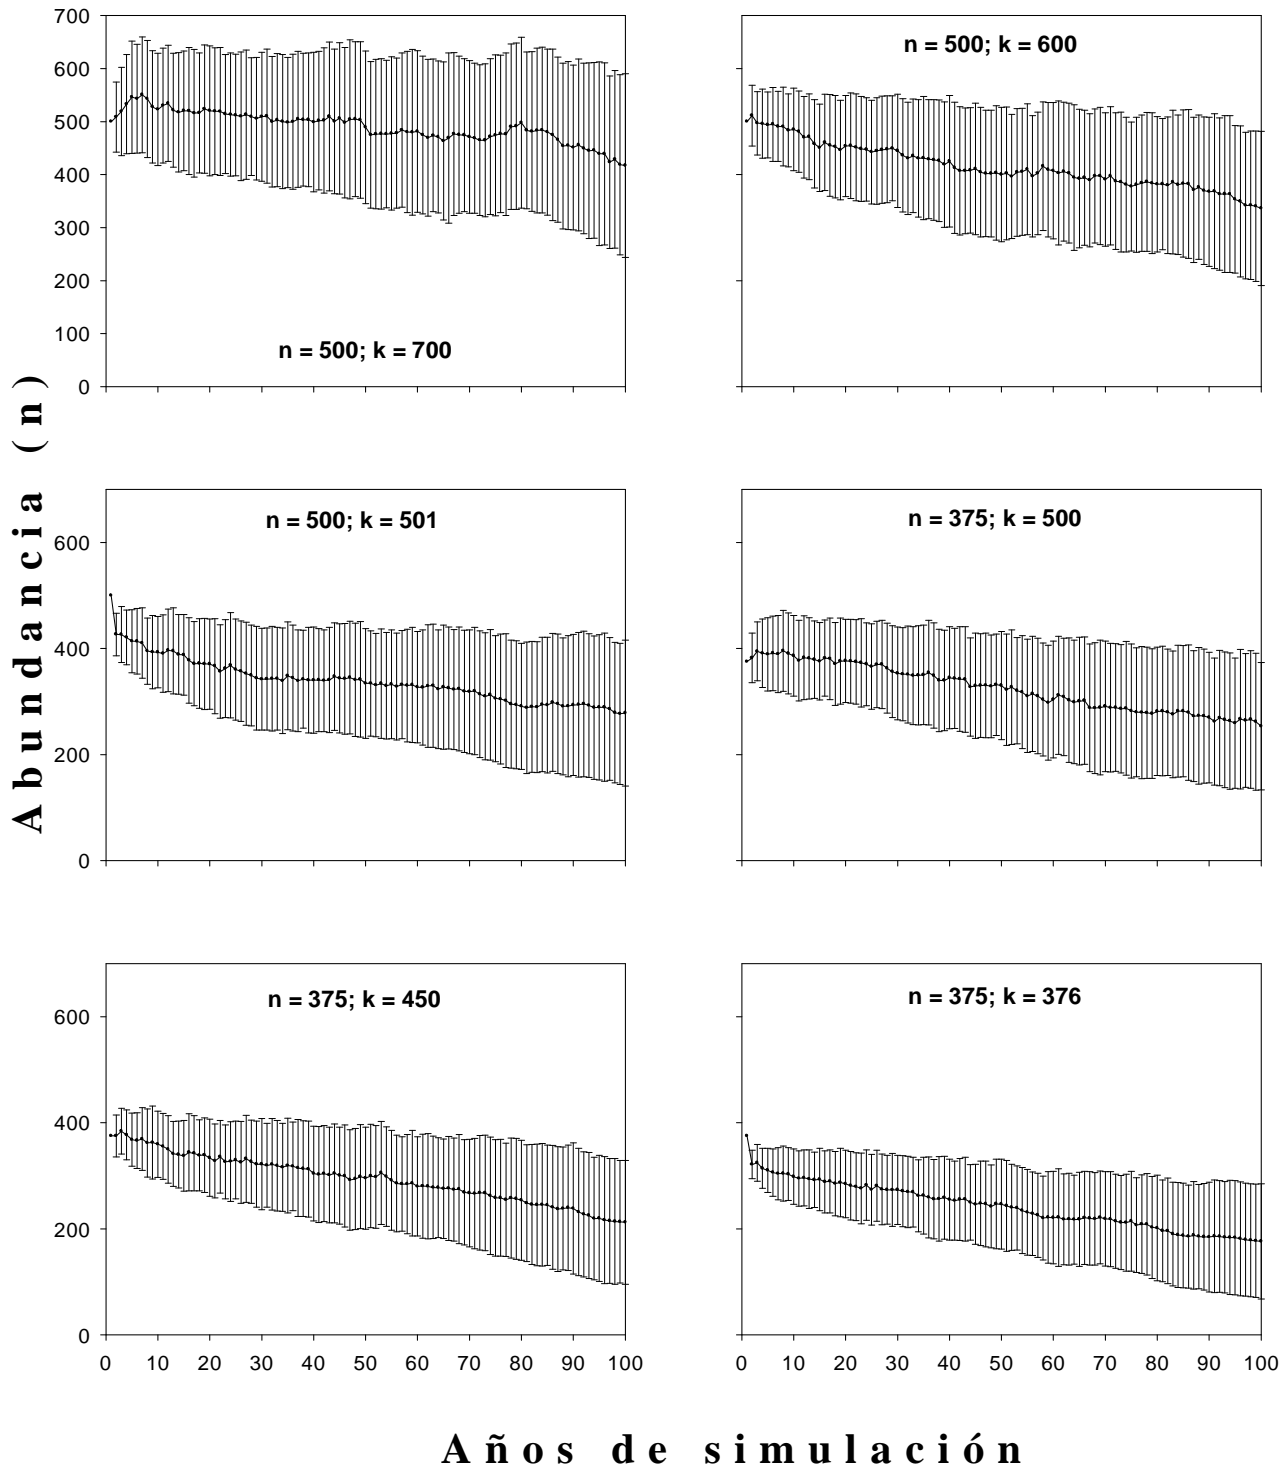 700
600
500
400
300
200
100
0
n = 500; k = 700
n = 500; k = 600
600
400
200
0
n = 500; k = 501
n = 375; k = 500
600
400
200
0
n = 375; k = 450
n = 375; k = 376
0 10 20 30 40 50 60 70 80 90 100
0 10 20 30 40 50 60 70 80 90 100
Abundancia (n)
Años de simulación